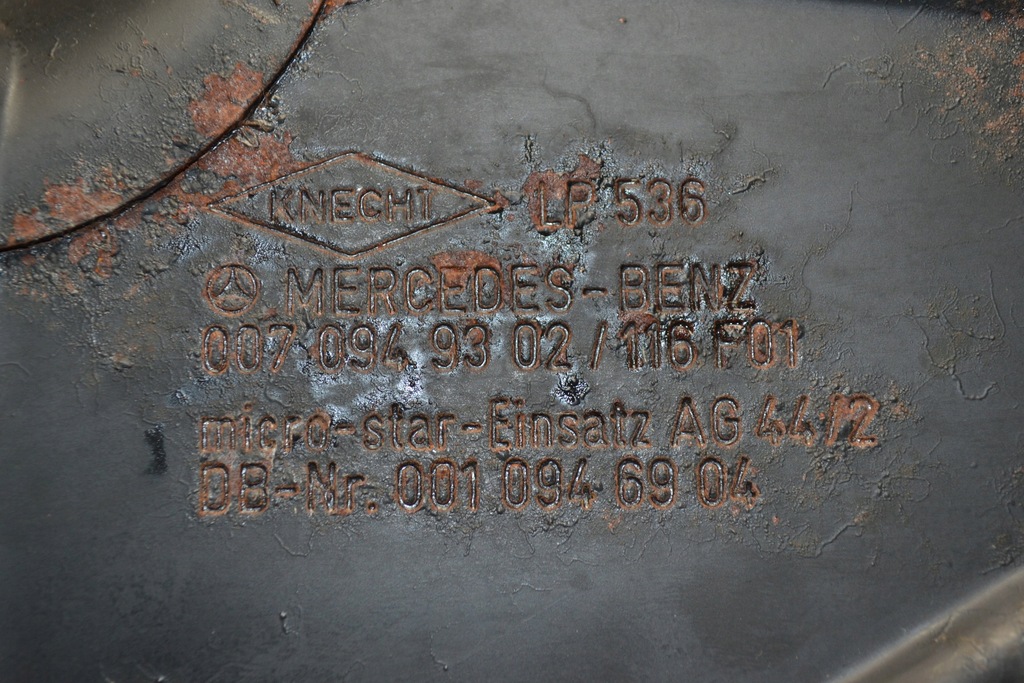 KNECHT LP 536
MERCEDES-BENZ
007 094 93 02/116 F01
micro-star-Einsatz AG 44/2
DB-Nr. 001 094 69 04